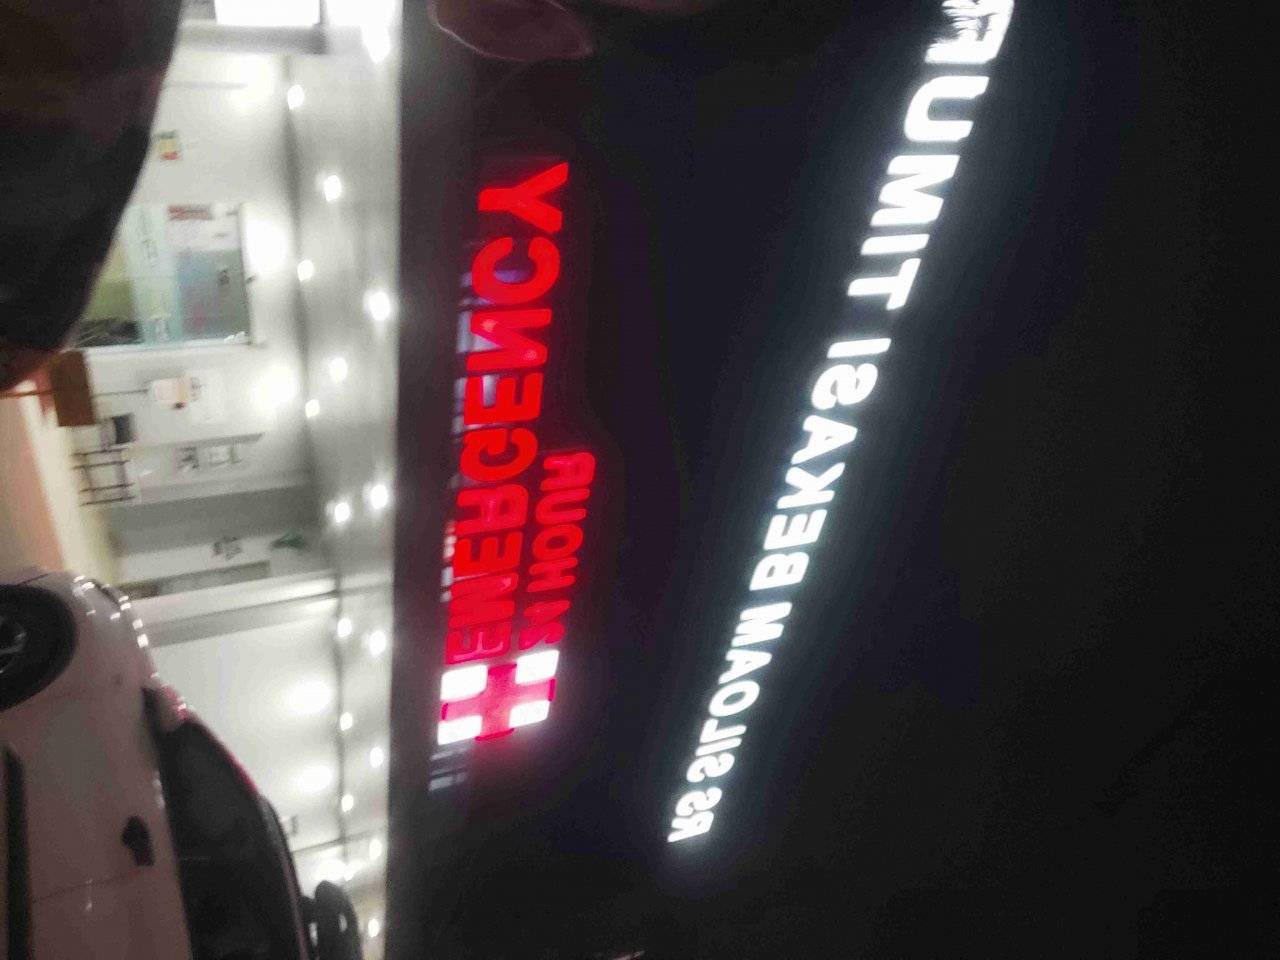 RS SILOAM BEKASI TIMUR
24 HOUR
EMERGENCY